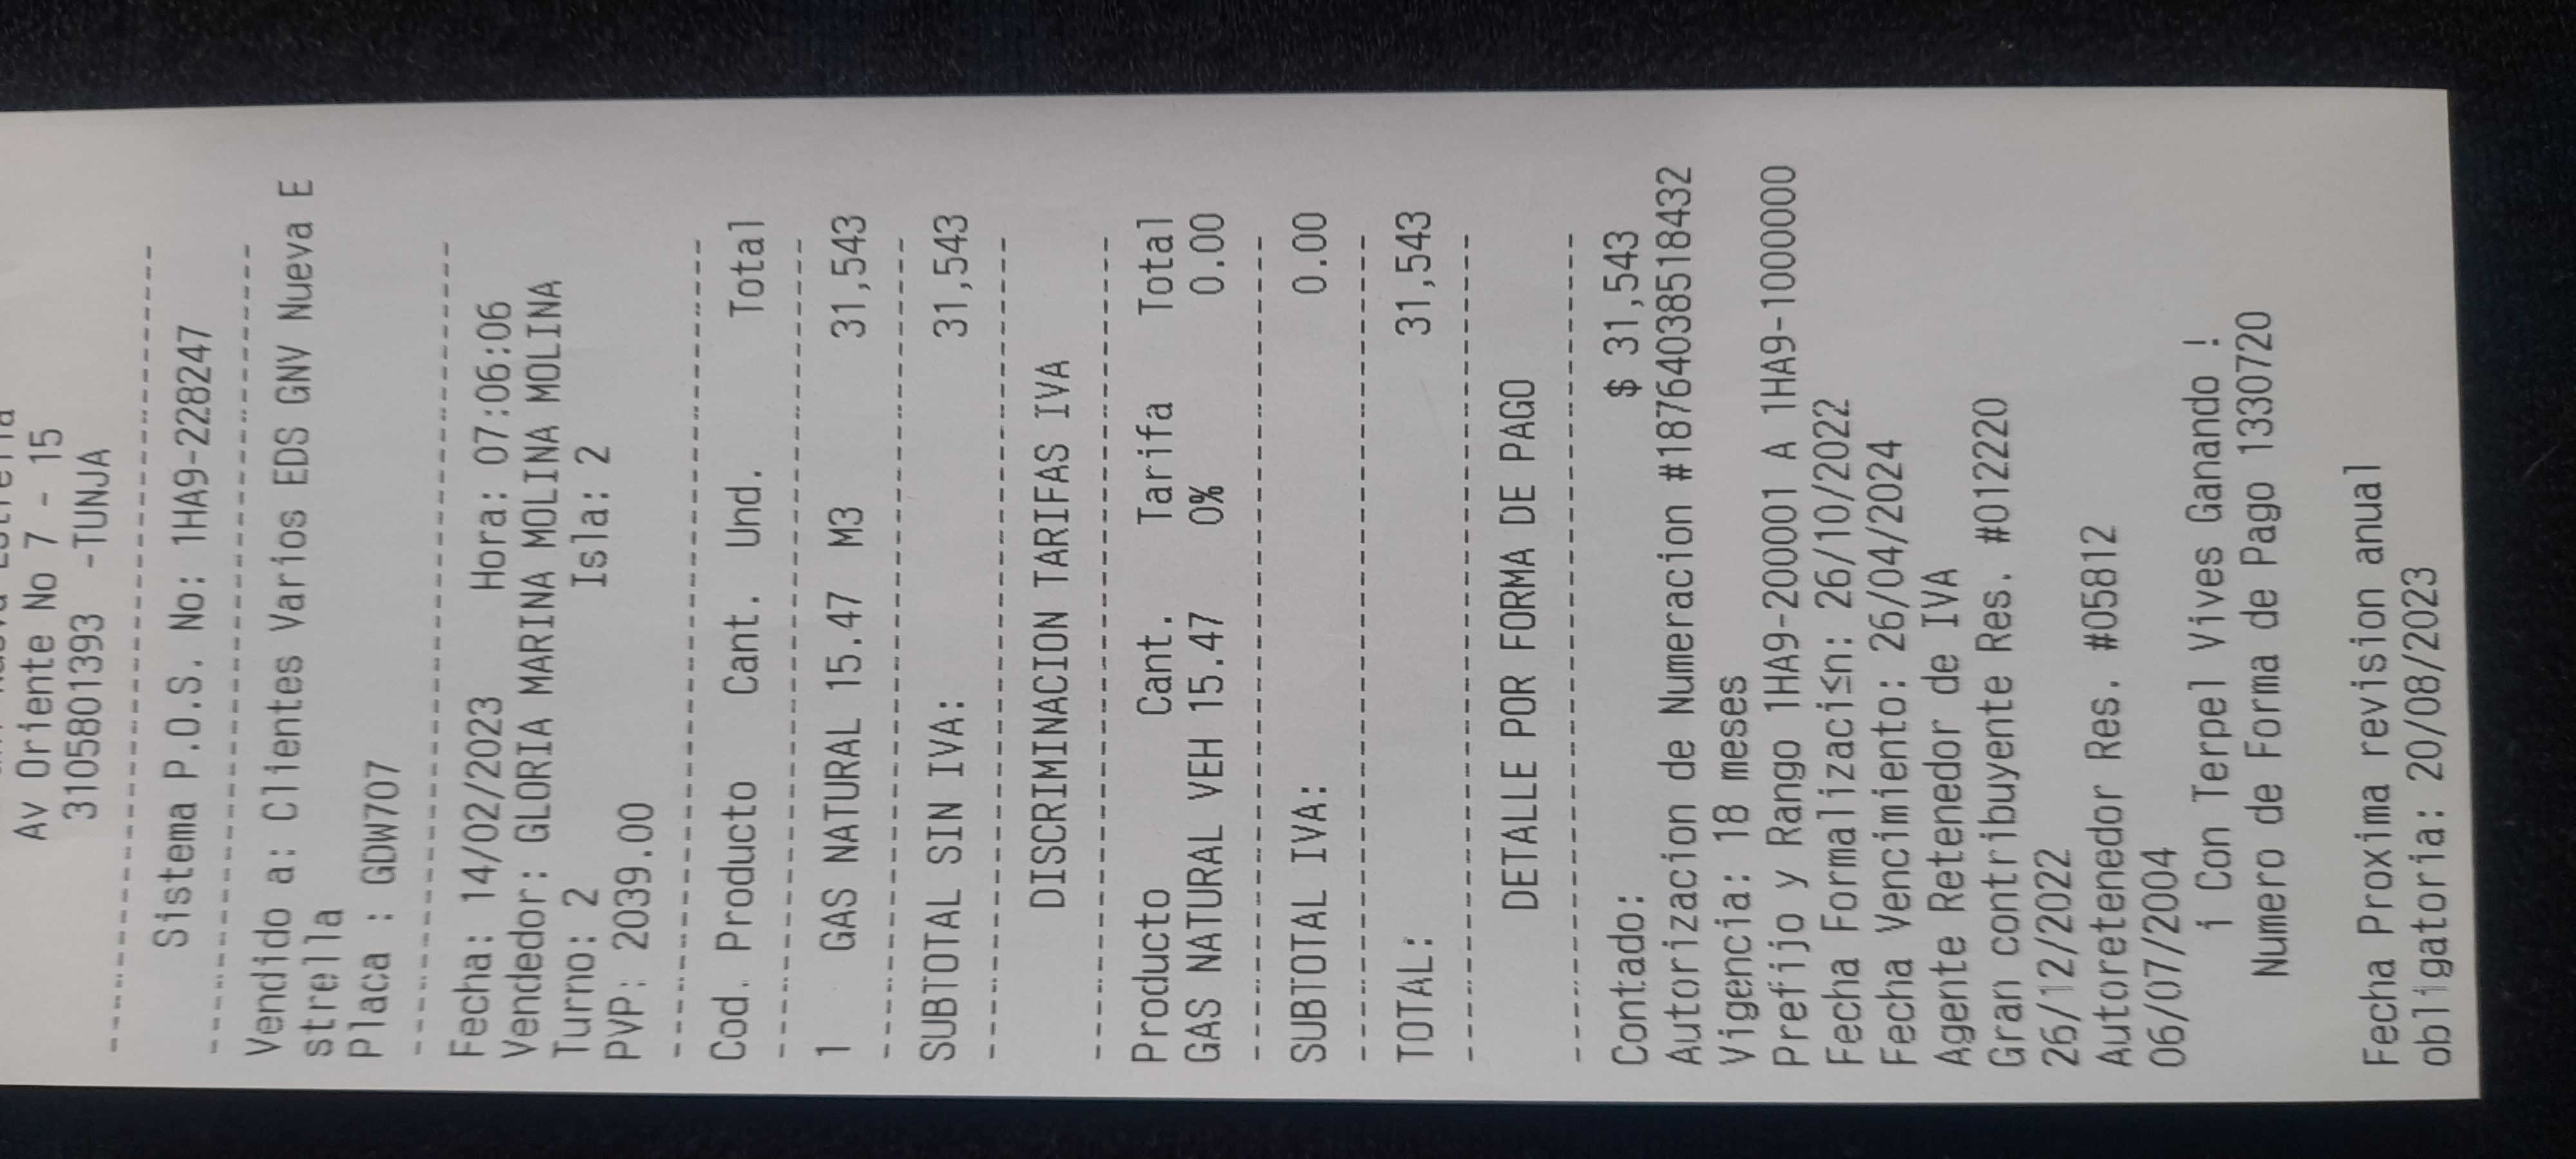 Av Oriente No 7 - 15
3105801393 -TUNJA
--------------------------------
Sistema P.O.S. No: 1HA9-228247
--------------------------------
Vendido a: Clientes Varios EDS GNV Nueva E
strella
Placa : GDW707
--------------------------------
Fecha: 14/02/2023 Hora: 07:06:06
Vendedor: GLORIA MARINA MOLINA MOLINA
Turno: 2 Isla: 2
PVP: 2039.00
--------------------------------
Cod. Producto Cant. Und. Total
--------------------------------
1 GAS NATURAL 15.47 M3 31,543
--------------------------------
SUBTOTAL SIN IVA: 31,543
--------------------------------
DISCRIMINACION TARIFAS IVA
--------------------------------
Producto Cant. Tarifa Total
GAS NATURAL VEH 15.47 0% 0.00
--------------------------------
SUBTOTAL IVA: 0.00
--------------------------------
TOTAL: 31,543
--------------------------------
DETALLE POR FORMA DE PAGO
--------------------------------
Contado: $ 31,543
Autorizacion de Numeracion #18764038518432
Vigencia: 18 meses
Prefijo y Rango 1HA9-200001 A 1HA9-1000000
Fecha Formalizaci≤n: 26/10/2022
Fecha Vencimiento: 26/04/2024
Agente Retenedor de IVA
Gran contribuyente Res. #012220
26/12/2022
Autoretenedor Res. #05812
06/07/2004
¡ Con Terpel Vives Ganando !
Numero de Forma de Pago 1330720
Fecha Proxima revision anual
obligatoria: 20/08/2023